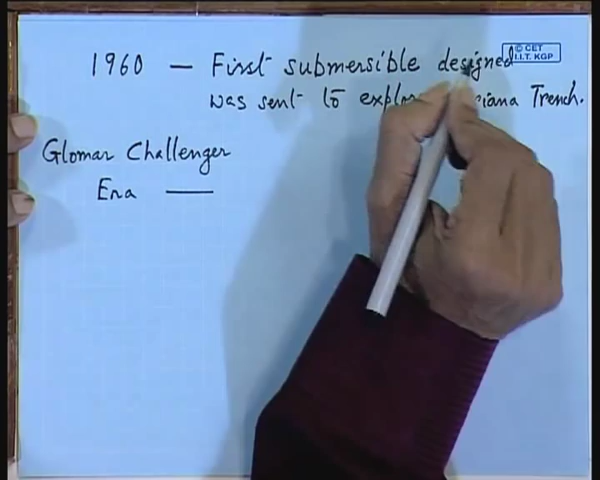 1960 — First submersible designed
was sent to Trench.
Glomar Challenger
Era —
© CET
I.I.T. KGP